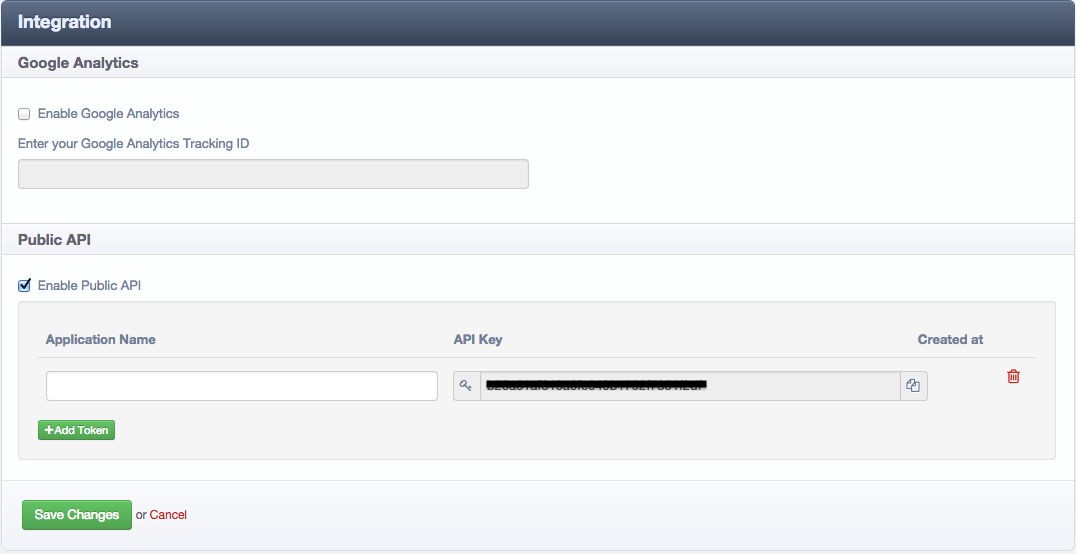 Integration
Google Analytics
Enable Google Analytics
Enter your Google Analytics Tracking ID
Public API
Enable Public API
Application Name API Key Created at
+Add Token
Save Changes or Cancel